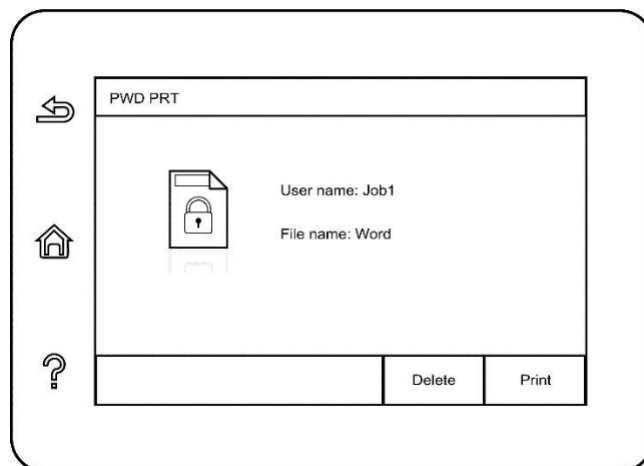 PWD PRT
User name: Job1
File name: Word
Delete
Print